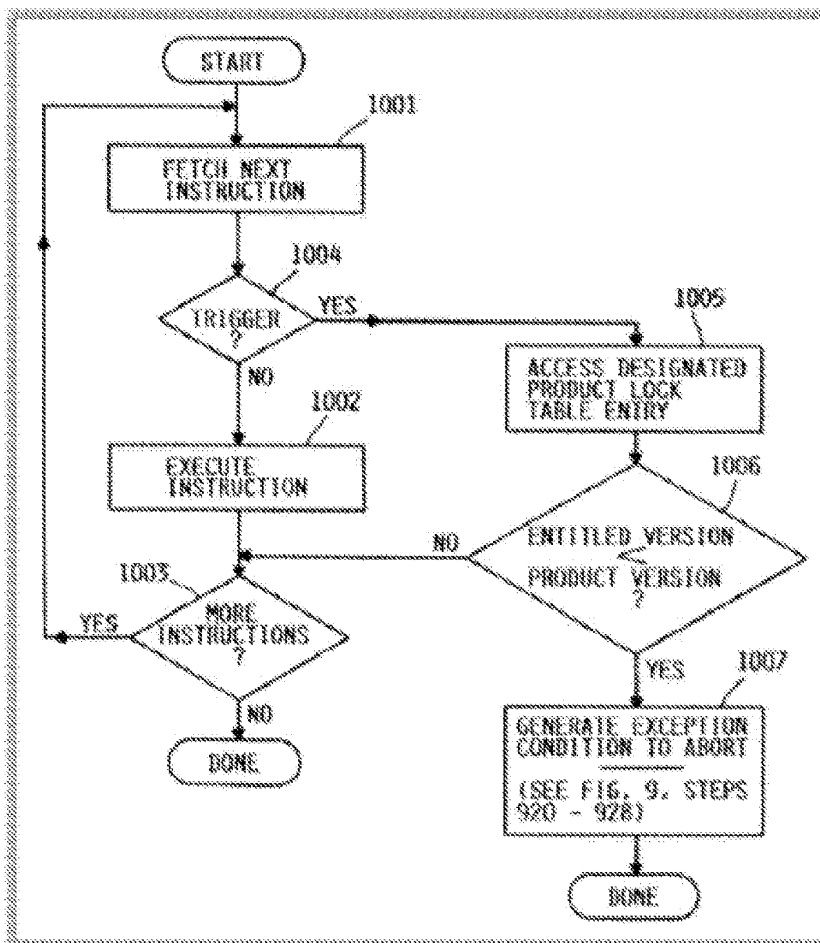 START
1001
FETCH NEXT
INSTRUCTION
1004
TRIGGER
?
YES
NO
1005
ACCESS DESIGNATED
PRODUCT LOCK
TABLE ENTRY
1002
EXECUTE
INSTRUCTION
1006
ENTITLED VERSION
<
PRODUCT VERSION
?
NO
YES
1003
MORE
INSTRUCTIONS
?
YES
NO
DONE
1007
GENERATE EXCEPTION
CONDITION TO ABORT
(SEE FIG. 9, STEPS
920 - 928)
DONE